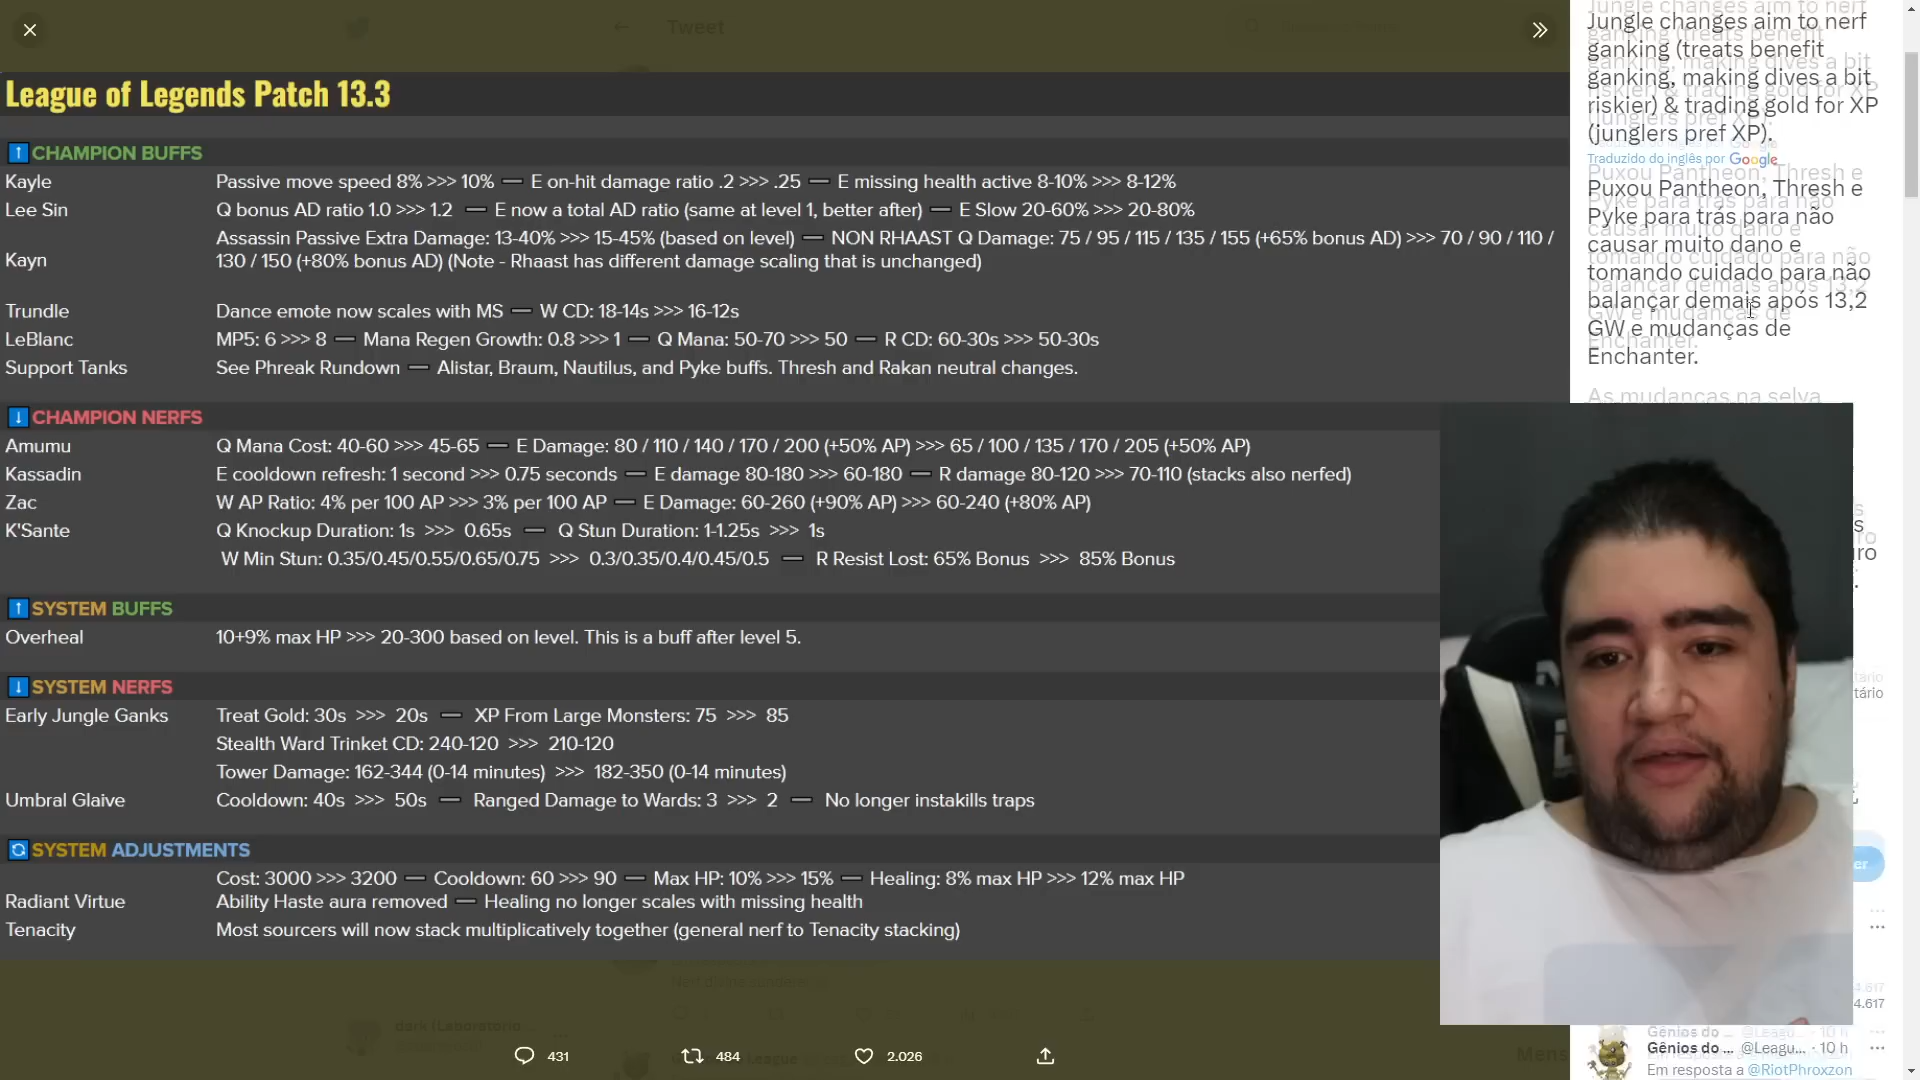 Tweet
League of Legends Patch 13.3
CHAMPION BUFFS
Kayle Passive move speed 8% >>> 10% — E on-hit damage ratio .2 >>> .25 — E missing health active 8-10% >>> 8-12%
Lee Sin Q bonus AD ratio 1.0 >>> 1.2 — E now a total AD ratio (same at level 1, better after) — E Slow 20-60% >>> 20-80%
Assassin Passive Extra Damage: 13-40% >>> 15-45% (based on level) — NON RHAAST Q Damage: 75 / 95 / 115 / 135 / 155 (+65% bonus AD) >>> 70 / 90 / 110 /
Kayn 130 / 150 (+80% bonus AD) (Note - Rhaast has different damage scaling that is unchanged)
Trundle Dance emote now scales with MS — W CD: 18-14s >>> 16-12s
LeBlanc MP5: 6 >>> 8 — Mana Regen Growth: 0.8 >>> 1 — Q Mana: 50-70 >>> 50 — R CD: 60-30s >>> 50-30s
Support Tanks See Phreak Rundown — Alistar, Braum, Nautilus, and Pyke buffs. Thresh and Rakan neutral changes.
CHAMPION NERFS
Amumu Q Mana Cost: 40-60 >>> 45-65 — E Damage: 80 / 110 / 140 / 170 / 200 (+50% AP) >>> 65 / 100 / 135 / 170 / 205 (+50% AP)
Kassadin E cooldown refresh: 1 second >>> 0.75 seconds — E damage 80-180 >>> 60-180 — R damage 80-120 >>> 70-110 (stacks also nerfed)
Zac W AP Ratio: 4% per 100 AP >>> 3% per 100 AP — E Damage: 60-260 (+90% AP) >>> 60-240 (+80% AP)
K'Sante Q Knockup Duration: 1s >>> 0.65s — Q Stun Duration: 1-1.25s >>> 1s
W Min Stun: 0.35/0.45/0.55/0.65/0.75 >>> 0.3/0.35/0.4/0.45/0.5 — R Resist Lost: 65% Bonus >>> 85% Bonus
SYSTEM BUFFS
Overheal 10+9% max HP >>> 20-300 based on level. This is a buff after level 5.
SYSTEM NERFS
Early Jungle Ganks Treat Gold: 30s >>> 20s — XP From Large Monsters: 75 >>> 85
Stealth Ward Trinket CD: 240-120 >>> 210-120
Tower Damage: 162-344 (0-14 minutes) >>> 182-350 (0-14 minutes)
Umbral Glaive Cooldown: 40s >>> 50s — Ranged Damage to Wards: 3 >>> 2 — No longer instakills traps
SYSTEM ADJUSTMENTS
Cost: 3000 >>> 3200 — Cooldown: 60 >>> 90 — Max HP: 10% >>> 15% — Healing: 8% max HP >>> 12% max HP
Radiant Virtue Ability Haste aura removed — Healing no longer scales with missing health
Tenacity Most sourcers will now stack multiplicatively together (general nerf to Tenacity stacking)
431 484 2.026
Jungle changes aim to nerf
ganking (treats benefit
ganking, making dives a bit
riskier) & trading gold for XP
(junglers pref XP).
Traduzido do inglês por Google
Puxou Pantheon, Thresh e
Pyke para trás para não
causar muito dano e
tomando cuidado para não
balançar demais após 13,2
GW e mudanças de
Enchanter.
As mudanças na selva
tário
4.617
Gênios do ... @Leagu... · 10 h
Em resposta a @RiotPhroxzon